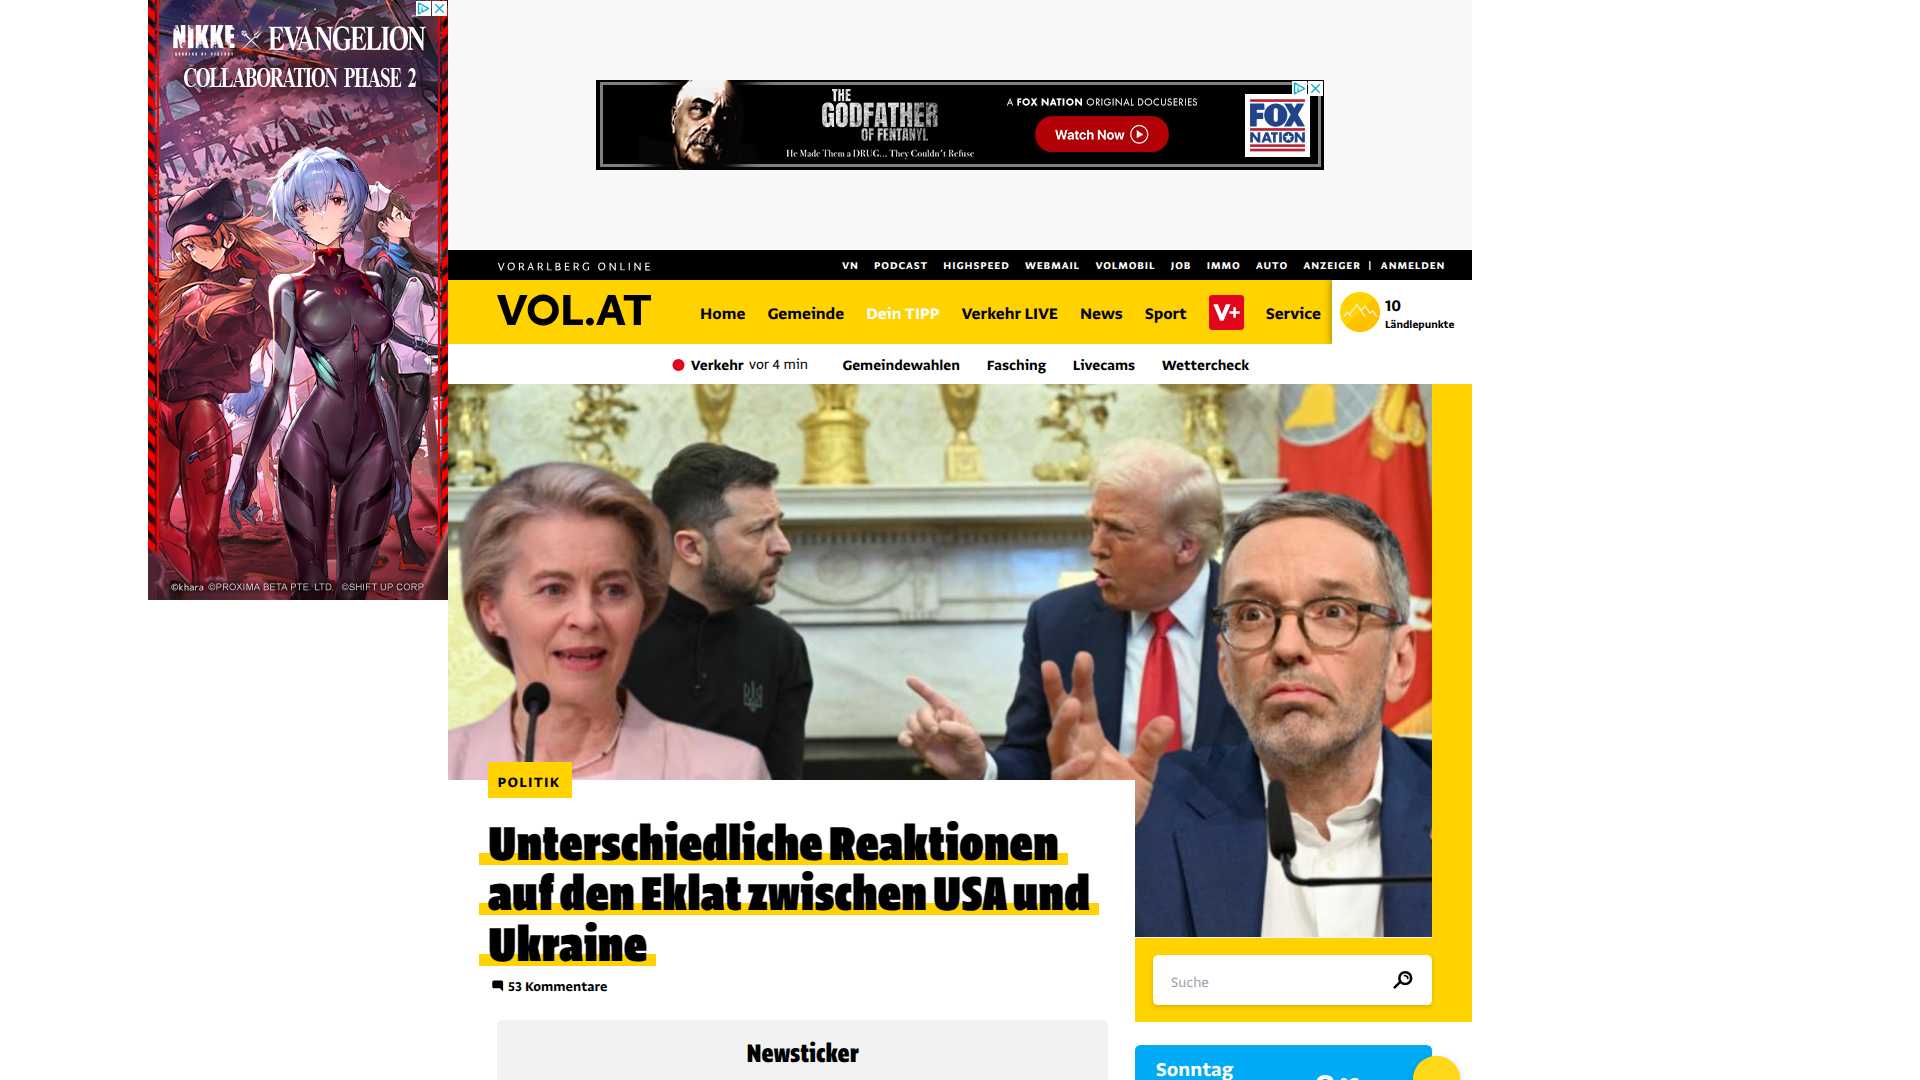 NIKKE × EVANGELION
GODDESS OF VICTORY
COLLABORATION PHASE 2
©khara ©PROXIMA BETA PTE. LTD. ©SHIFT UP CORP
THE
GODFATHER
OF FENTANYL
He Made Them a DRUG... They Couldn't Refuse
A FOX NATION ORIGINAL DOCUSERIES
Watch Now
FOX
NATION
VORARLBERG ONLINE
VN PODCAST HIGHSPEED WEBMAIL VOLMOBIL JOB IMMO AUTO ANZEIGER | ANMELDEN
VOL.AT
Home Gemeinde Dein TIPP Verkehr LIVE News Sport V+ Service
10
Ländlepunkte
Verkehr vor 4 min Gemeindewahlen Fasching Livecams Wettercheck
POLITIK
Unterschiedliche Reaktionen
auf den Eklat zwischen USA und
Ukraine
53 Kommentare
Newsticker
Suche
Sonntag